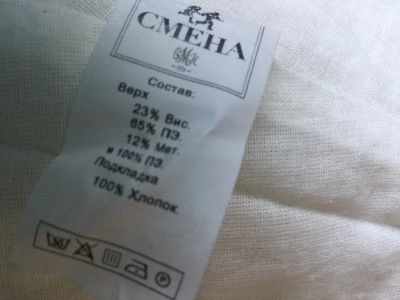 СМЕНА
Состав:
Верх
23% Вис.
65% ПЭ.
12% Мет.
и 100% ПЭ.
Подкладка
100% Хлопок.